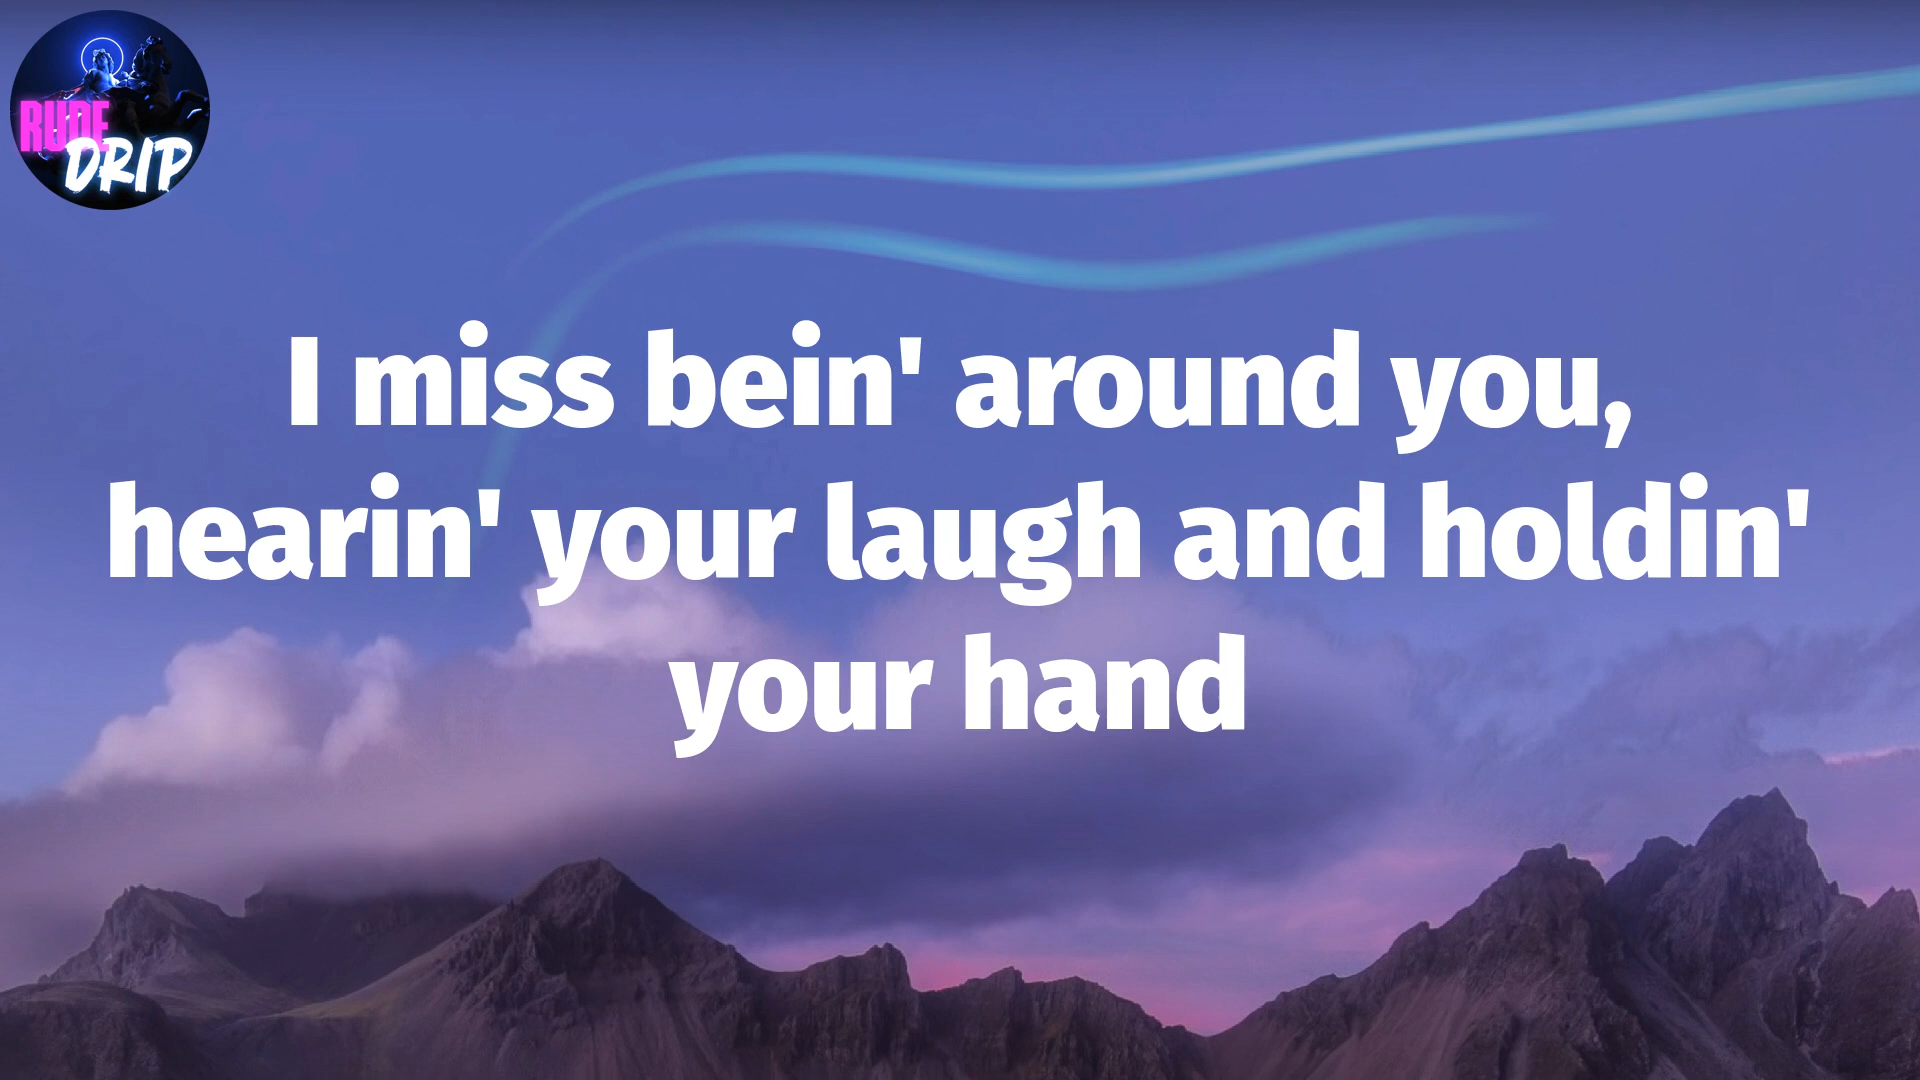 RUDE
DRIP
I miss bein' around you,
hearin' your laugh and holdin'
your hand